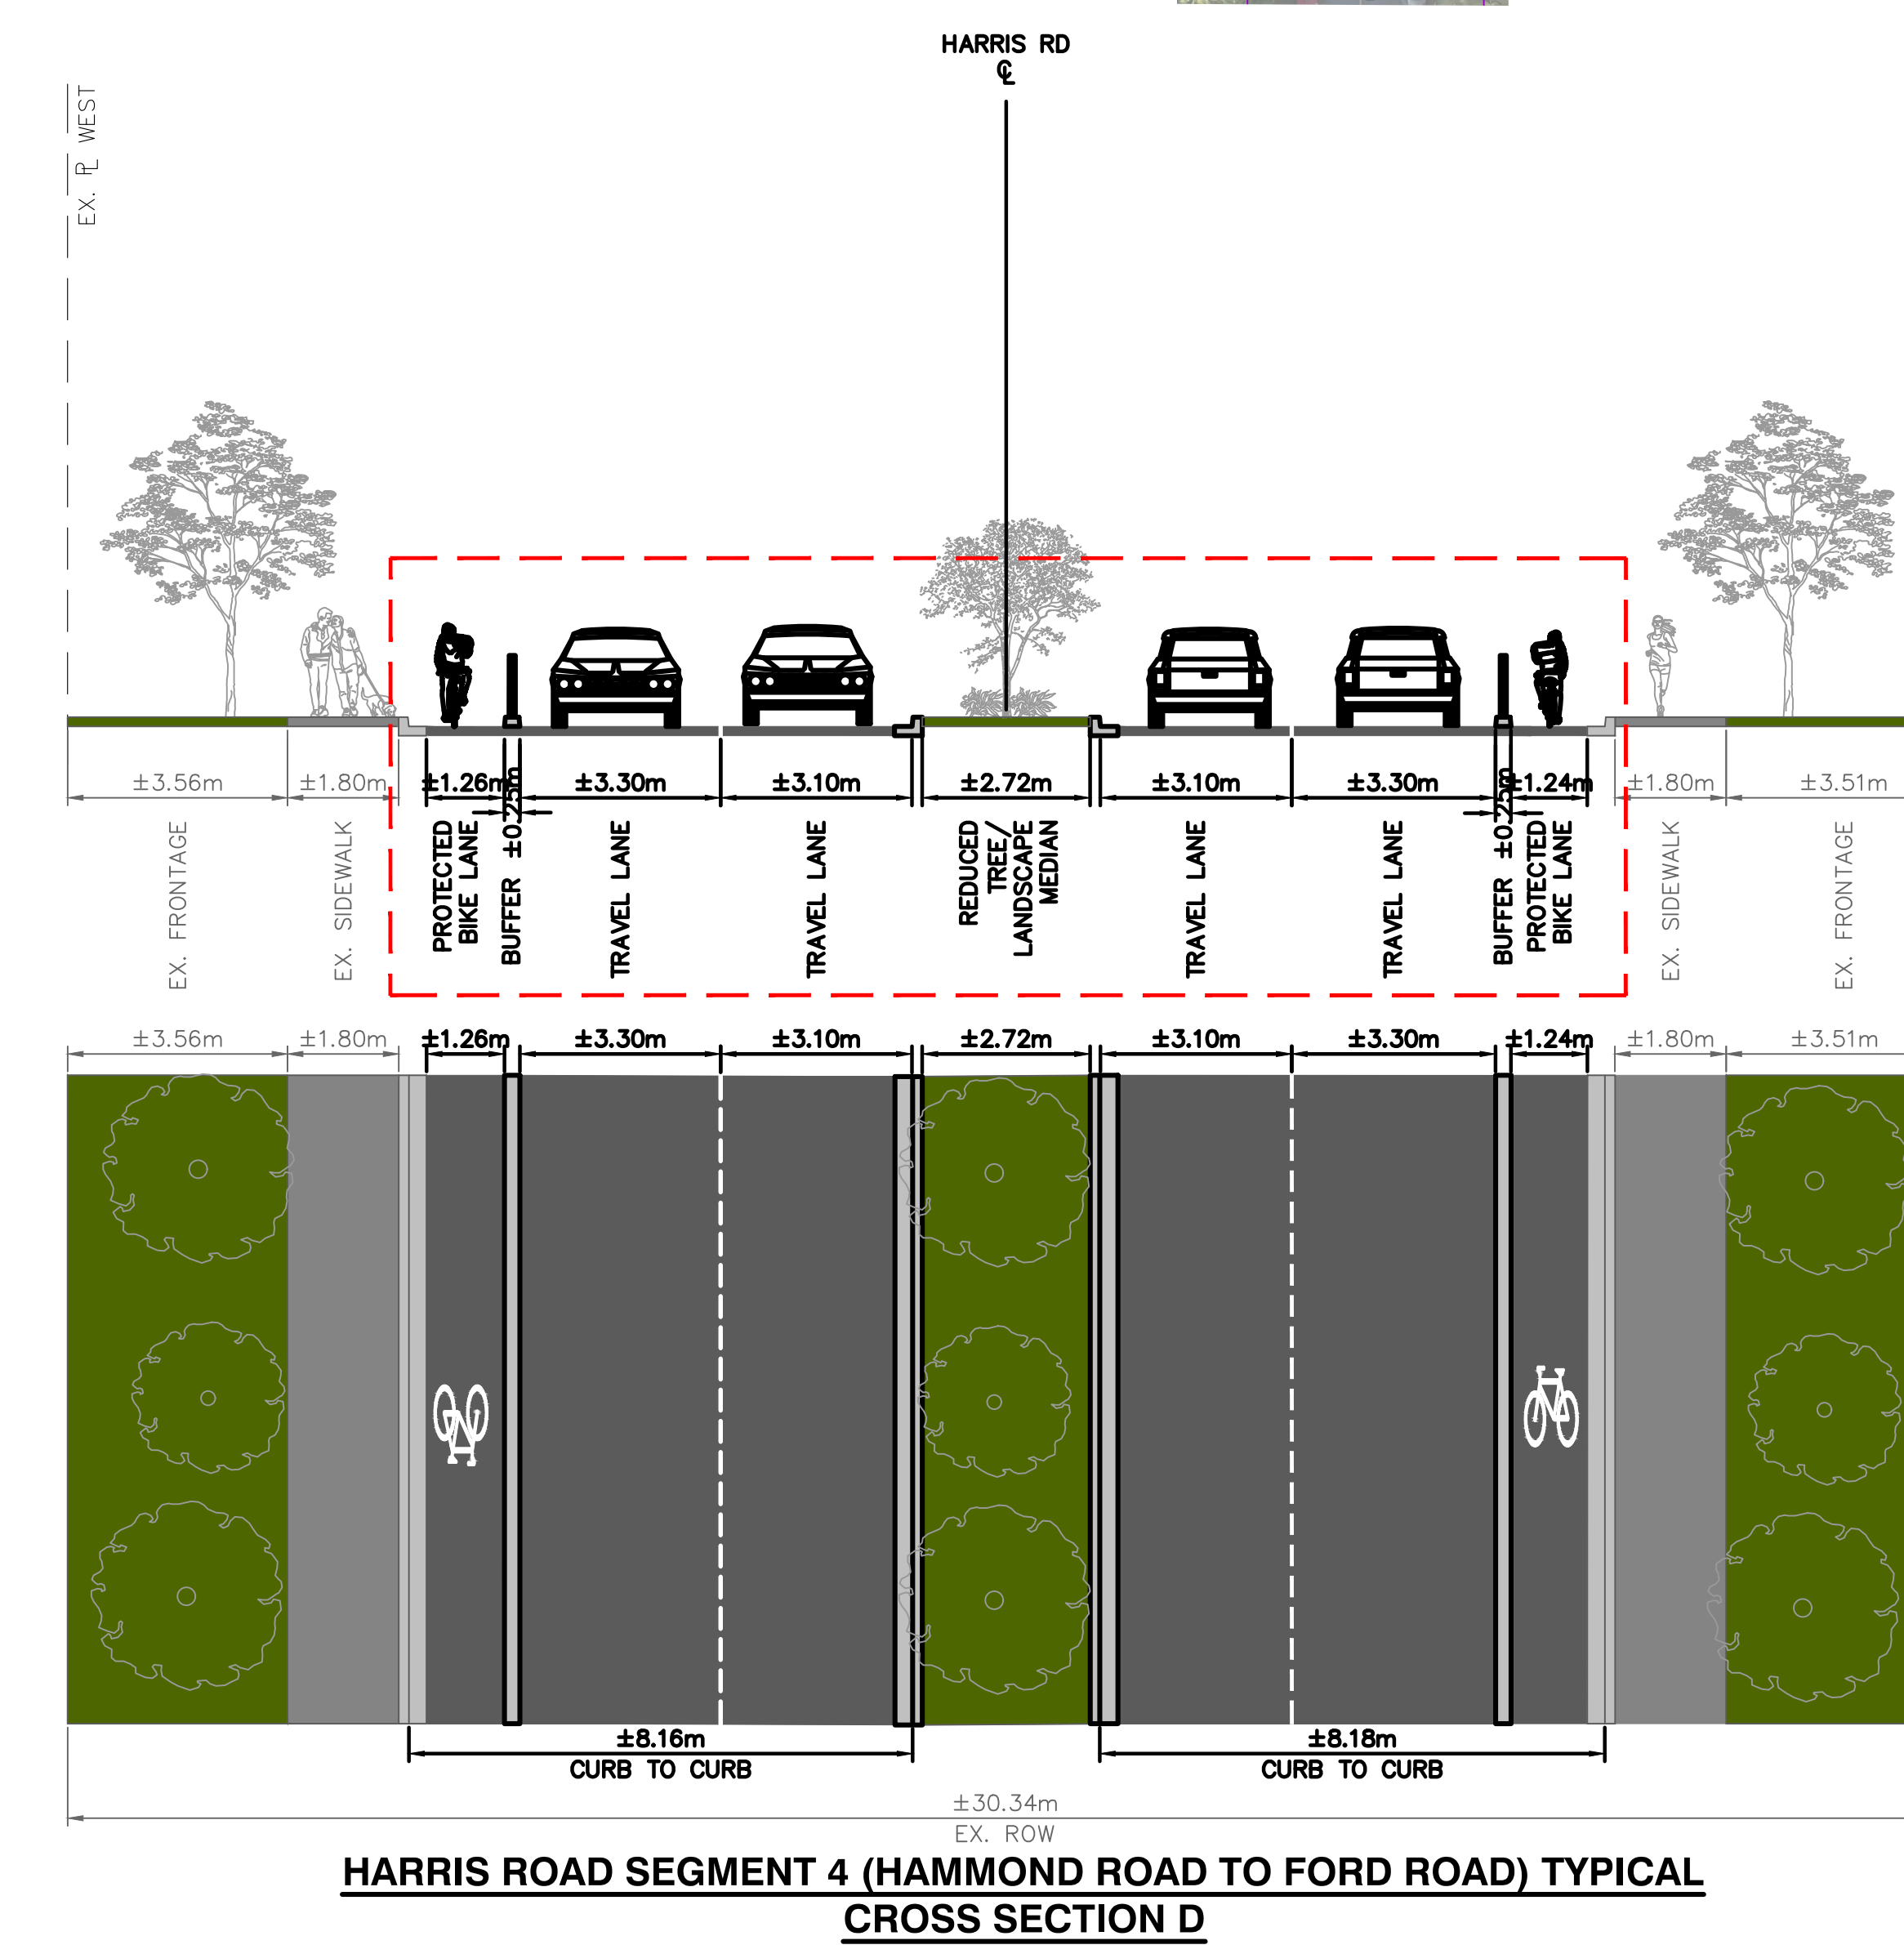 HARRIS RD
℄
EX. ⅊ WEST
±3.56m
±1.80m
±1.26m
±0.25m
±3.30m
±3.10m
±2.72m
±3.10m
±3.30m
±0.25m
±1.24m
±1.80m
±3.51m
EX. FRONTAGE
EX. SIDEWALK
PROTECTED
BIKE LANE
BUFFER
TRAVEL LANE
TRAVEL LANE
REDUCED
TREE/
LANDSCAPE
MEDIAN
TRAVEL LANE
TRAVEL LANE
BUFFER
PROTECTED
BIKE LANE
EX. SIDEWALK
EX. FRONTAGE
±3.56m
±1.80m
±1.26m
±3.30m
±3.10m
±2.72m
±3.10m
±3.30m
±1.24m
±1.80m
±3.51m
±8.16m
CURB TO CURB
±8.18m
CURB TO CURB
±30.34m
EX. ROW
HARRIS ROAD SEGMENT 4 (HAMMOND ROAD TO FORD ROAD) TYPICAL
CROSS SECTION D